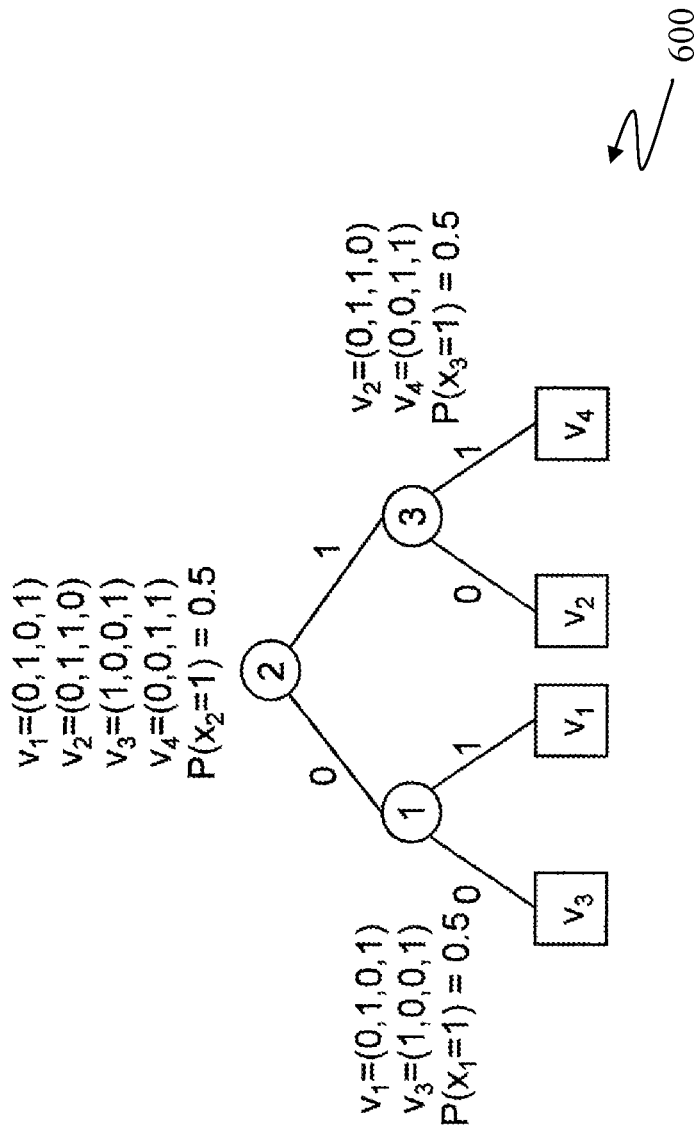 v₁=(0,1,0,1)
v₂=(0,1,1,0)
v₃=(1,0,0,1)
v₄=(0,0,1,1)
P(x₂=1) = 0.5
2
0
1
v₁=(0,1,0,1)
v₃=(1,0,0,1)
P(x₁=1) = 0.5
1
0
1
v₂=(0,1,1,0)
v₄=(0,0,1,1)
P(x₃=1) = 0.5
3
0
1
v₃
v₁
v₂
v₄
600